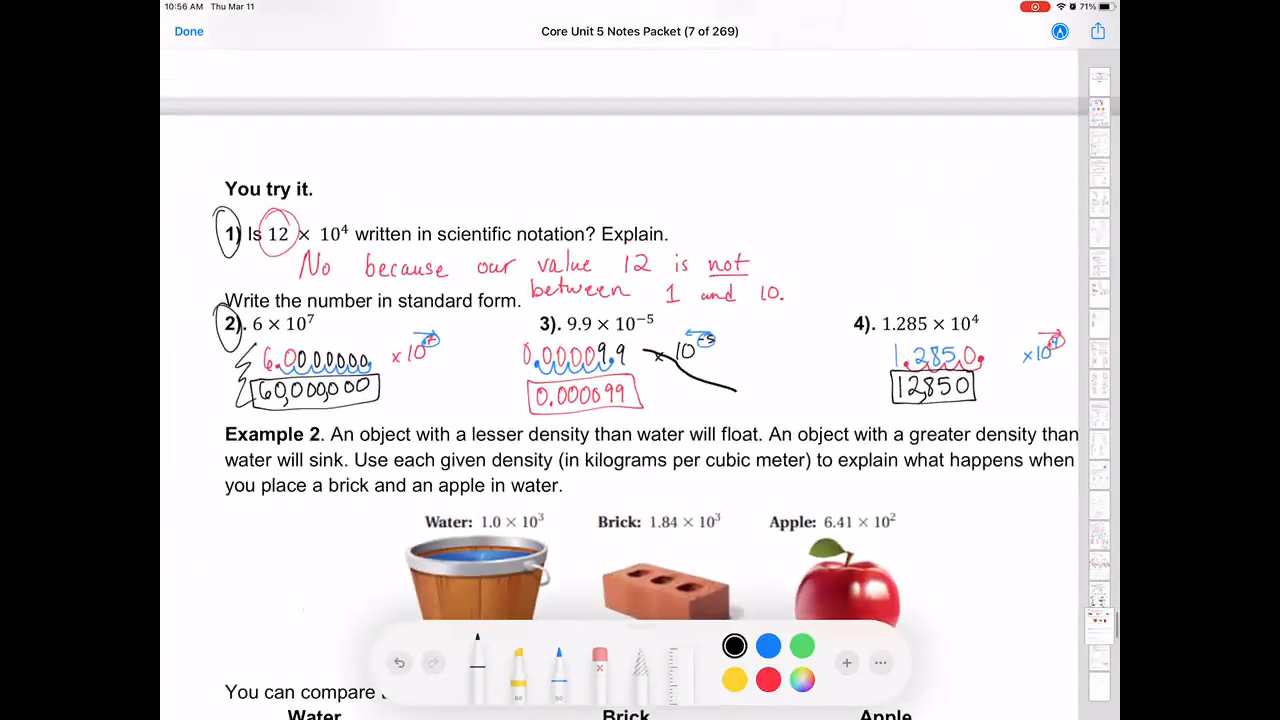 10:56 AM Thu Mar 11
71%
Done
Core Unit 5 Notes Packet (7 of 269)
You try it.
1) Is 12 × 10⁴ written in scientific notation? Explain.
No because our value 12 is not
between 1 and 10.
Write the number in standard form.
2). 6 × 10⁷ 3). 9.9 × 10⁻⁵ 4). 1.285 × 10⁴
6.0000000. × 10⁷ 0.00009.9 × 10⁻⁵ 1.2850. × 10⁴
60,000,000 0.000099 12,850
Example 2. An object with a lesser density than water will float. An object with a greater density than
water will sink. Use each given density (in kilograms per cubic meter) to explain what happens when
you place a brick and an apple in water.
Water: 1.0 × 10³ Brick: 1.84 × 10³ Apple: 6.41 × 10²
80 50
You can compare
Water Brick Apple